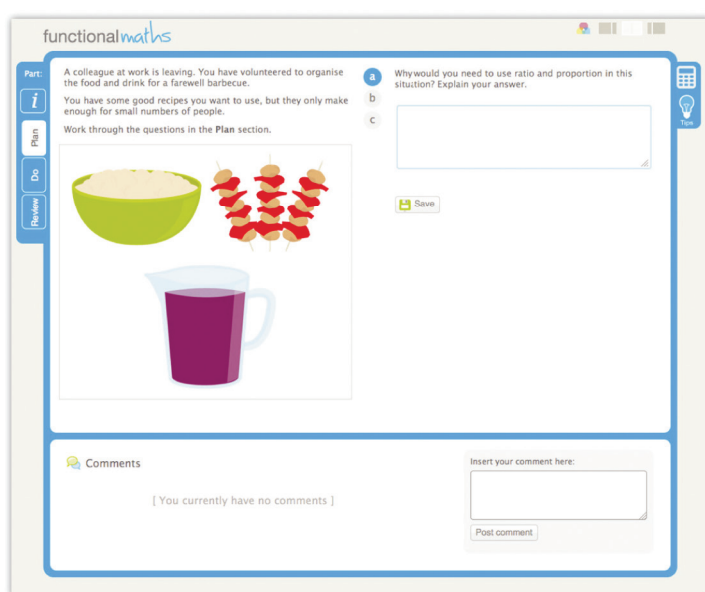 functionalmaths
Part:
i
Plan
Do
Review
A colleague at work is leaving. You have volunteered to organise
the food and drink for a farewell barbecue.
You have some good recipes you want to use, but they only make
enough for small numbers of people.
Work through the questions in the Plan section.
a
b
c
Whywould you need to use ratio and proportion in this
situtition? Explain your answer.
Save
Tips
Comments
[ You currently have no comments ]
Insert your comment here:
Post comment